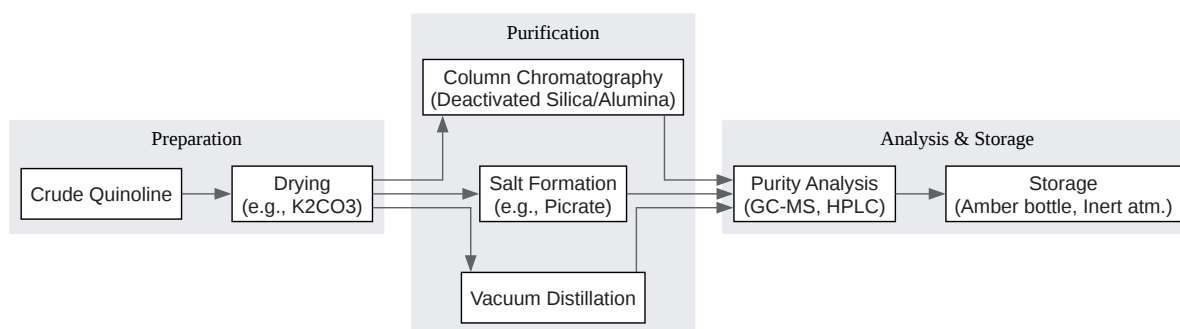 Preparation
Crude Quinoline
Drying
(e.g., K2CO3)
Purification
Column Chromatography
(Deactivated Silica/Alumina)
Salt Formation
(e.g., Picrate)
Vacuum Distillation
Analysis & Storage
Purity Analysis
(GC-MS, HPLC)
Storage
(Amber bottle, Inert atm.)